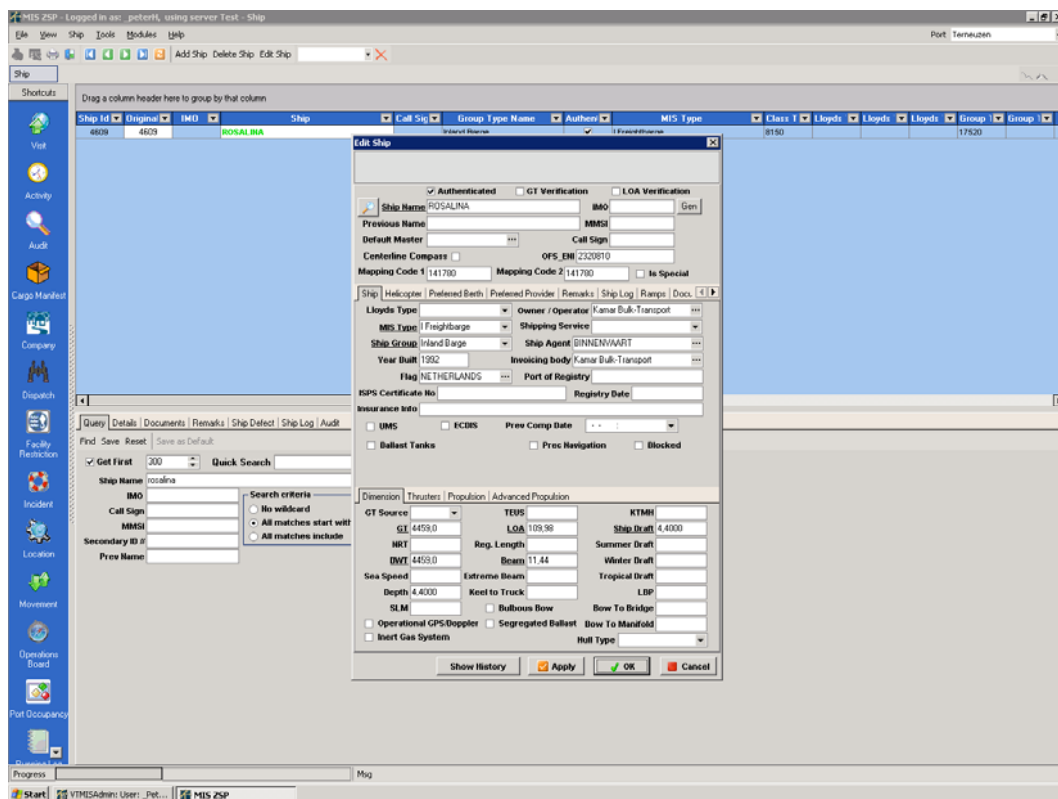 MIS ZSP - Logged in as: _peterH, using server Test - Ship
File View Ship Tools Modules Help Port Terneuzen
Add Ship Delete Ship Edit Ship
Ship
Shortcuts
Drag a column header here to group by that column
Ship Id Original IMO Ship Call Sig Group Type Name Authenti MIS Type Class T Lloyds Lloyds Lloyds Group 1 Group 1
4609 4609 ROSALINA Inland Barge I Freightbarge 8150 17520
Visit
Activity
Audit
Cargo Manifest
Company
Dispatch
Facility
Restriction
Incident
Location
Movement
Operations
Board
Port Occupancy
Edit Ship
Authenticated GT Verification LOA Verification
Ship Name ROSALINA IMO Gen
Previous Name MMSI
Default Master ... Call Sign
Centerline Compass OFS_ENI 2320810
Mapping Code 1 141780 Mapping Code 2 141780 Is Special
Ship Helicopter Preferred Berth Preferred Provider Remarks Ship Log Ramps Docu
Lloyds Type Owner / Operator Kamar Bulk-Transport ...
MIS Type I Freightbarge Shipping Service
Ship Group Inland Barge Ship Agent BINNENVAART ...
Year Built 1992 Invoicing body Kamar Bulk-Transport ...
Flag NETHERLANDS ... Port of Registry
ISPS Certificate No Registry Date
Insurance Info
UMS ECDIS Prev Comp Date - - :
Ballast Tanks Prec Navigation Blocked
Dimension Thrusters Propulsion Advanced Propulsion
GT Source TEUS KTMH
GT 4459,0 LOA 109,98 Ship Draft 4,4000
NRT Reg. Length Summer Draft
DWT 4459,0 Beam 11,44 Winter Draft
Sea Speed Extreme Beam Tropical Draft
Depth 4,4000 Keel to Truck LBP
SLM Bulbous Bow Bow To Bridge
Operational GPS/Doppler Segregated Ballast Bow To Manifold
Inert Gas System Hull Type
Show History Apply OK Cancel
Query Details Documents Remarks Ship Defect Ship Log Audit
Find Save Reset Save as Default
Get First 300 Quick Search
Ship Name rosalina
IMO Search criteria
Call Sign No wildcard
MMSI All matches start with
Secondary ID # All matches include
Prev Name
Progress Msg
Start VTMISAdmin: User: _Pet... MIS ZSP